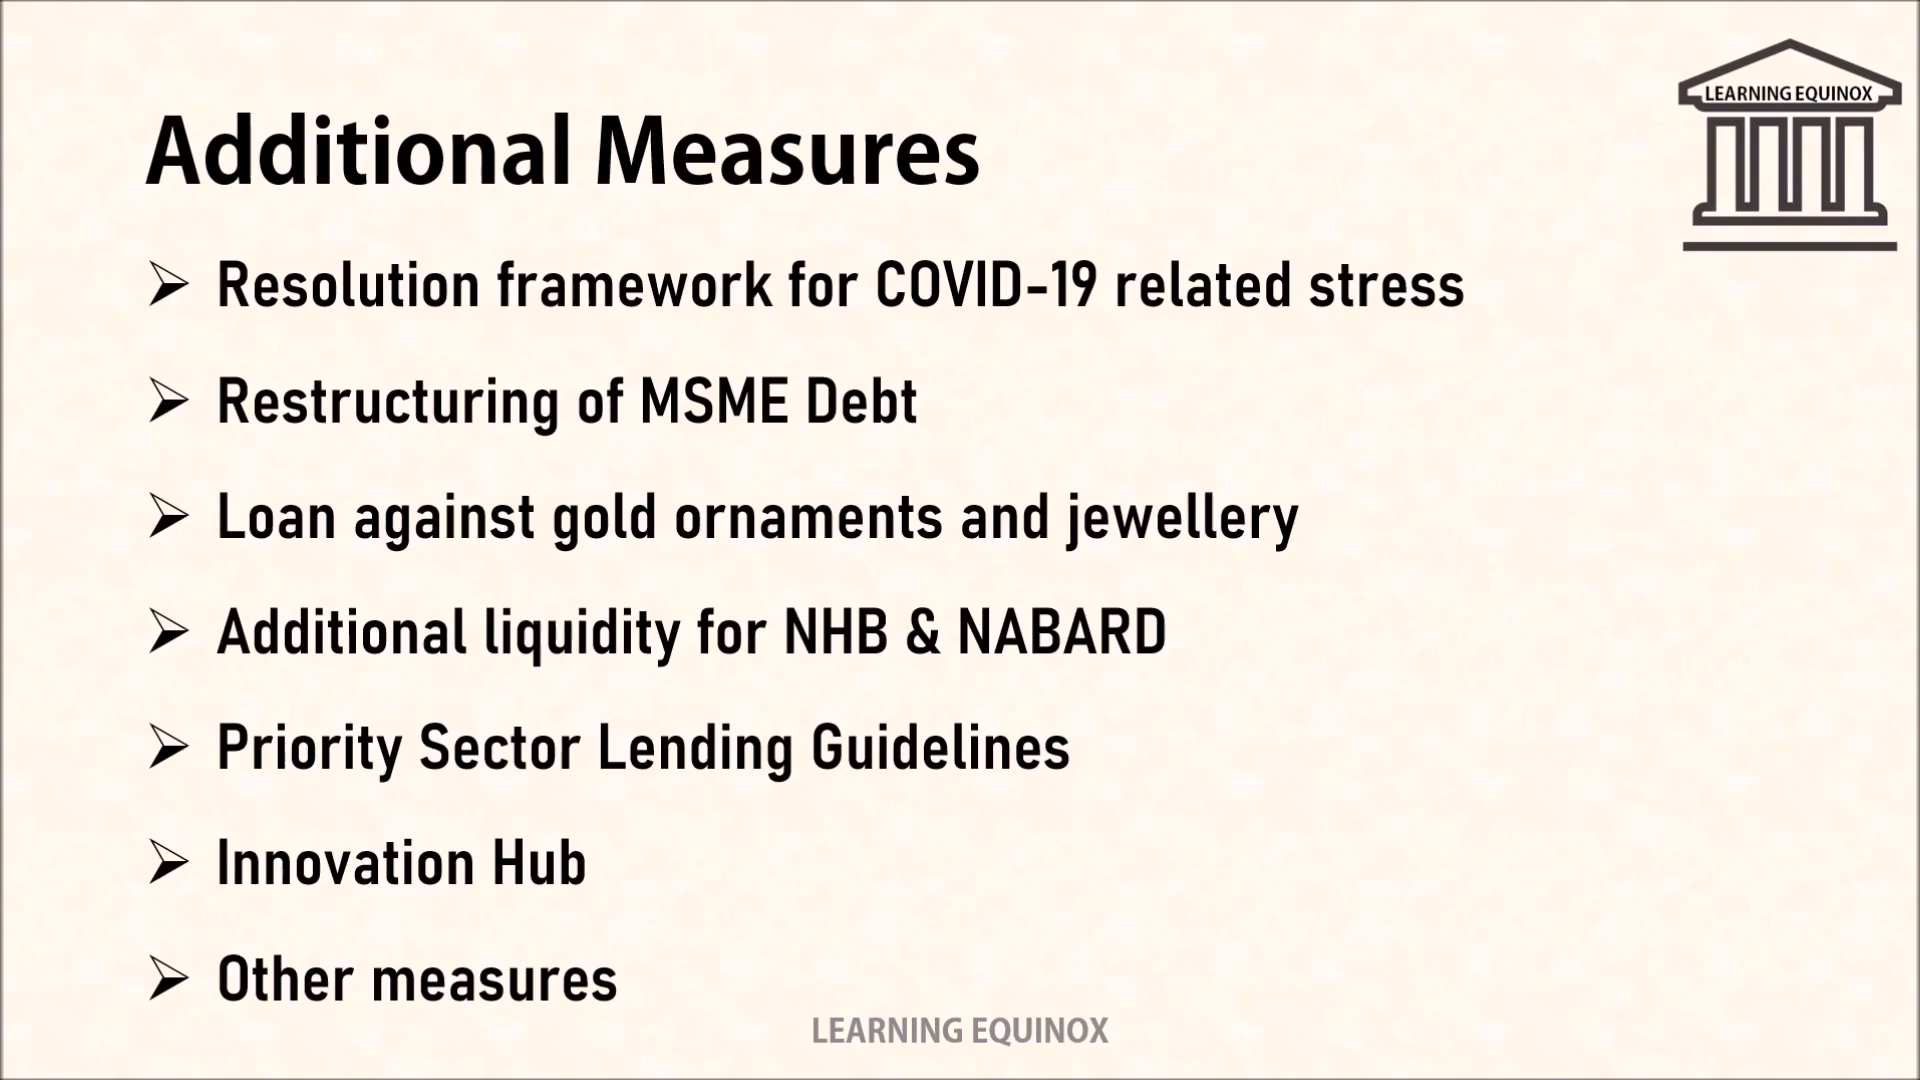 LEARNING EQUINOX
Additional Measures
Resolution framework for COVID-19 related stress
Restructuring of MSME Debt
Loan against gold ornaments and jewellery
Additional liquidity for NHB & NABARD
Priority Sector Lending Guidelines
Innovation Hub
Other measures
LEARNING EQUINOX